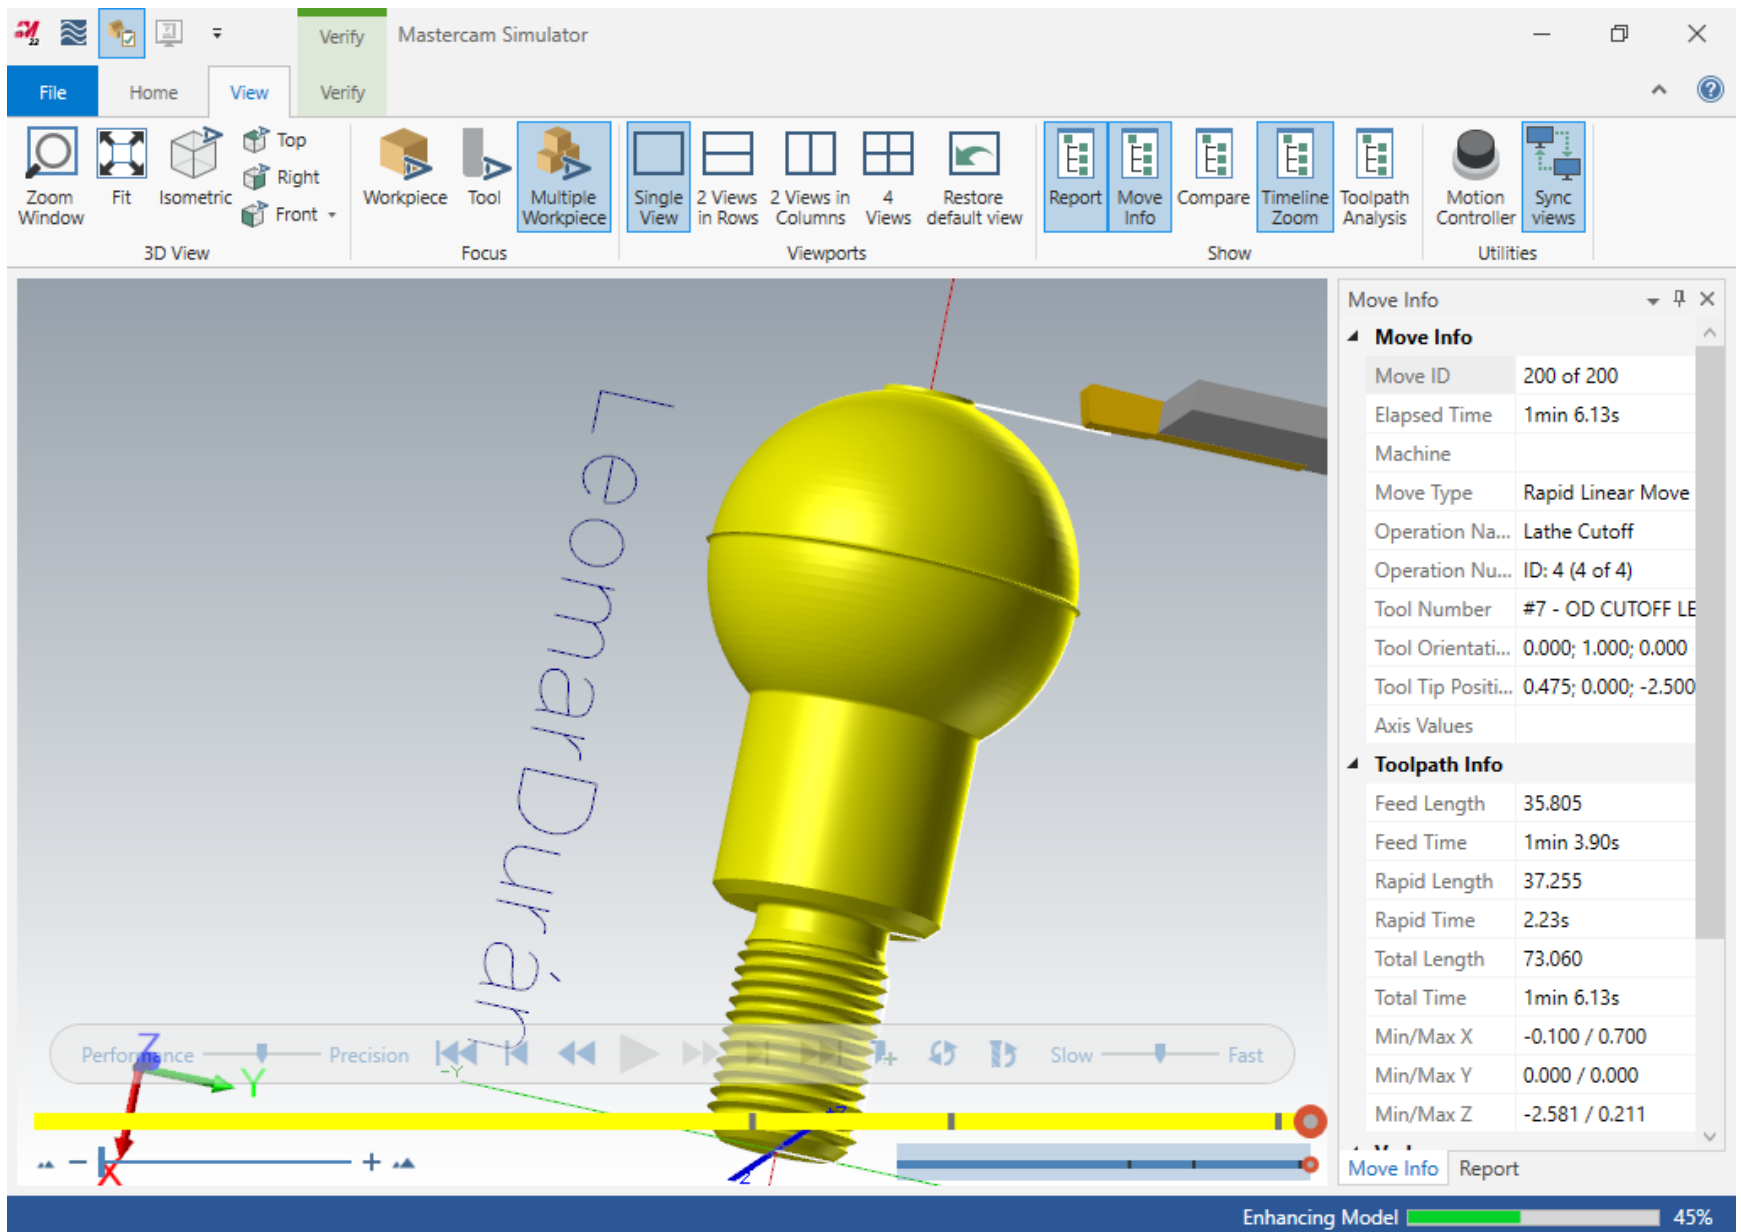 22
Verify
Mastercam Simulator
File
Home
View
Verify
Zoom
Window
Fit
Isometric
Top
Right
Front
3D View
Workpiece
Tool
Multiple
Workpiece
Focus
Single
View
2 Views
in Rows
2 Views in
Columns
4
Views
Restore
default view
Viewports
Report
Move
Info
Compare
Timeline
Zoom
Toolpath
Analysis
Show
Motion
Controller
Sync
views
Utilities
LeomarDurán
Performance
Precision
Slow
Fast
Z
Y
X
-Y
+Z
-Z
Move Info
Move Info
Move ID 200 of 200
Elapsed Time 1min 6.13s
Machine
Move Type Rapid Linear Move
Operation Na... Lathe Cutoff
Operation Nu... ID: 4 (4 of 4)
Tool Number #7 - OD CUTOFF LE
Tool Orientati... 0.000; 1.000; 0.000
Tool Tip Positi... 0.475; 0.000; -2.500
Axis Values
Toolpath Info
Feed Length 35.805
Feed Time 1min 3.90s
Rapid Length 37.255
Rapid Time 2.23s
Total Length 73.060
Total Time 1min 6.13s
Min/Max X -0.100 / 0.700
Min/Max Y 0.000 / 0.000
Min/Max Z -2.581 / 0.211
Move Info
Report
Enhancing Model
45%